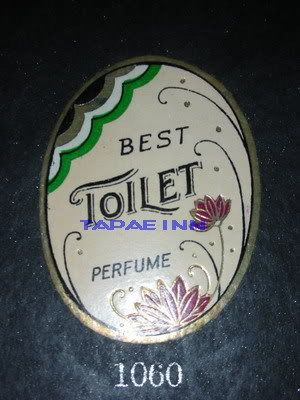 BEST
TOILET
TAPAE INN
PERFUME
1060